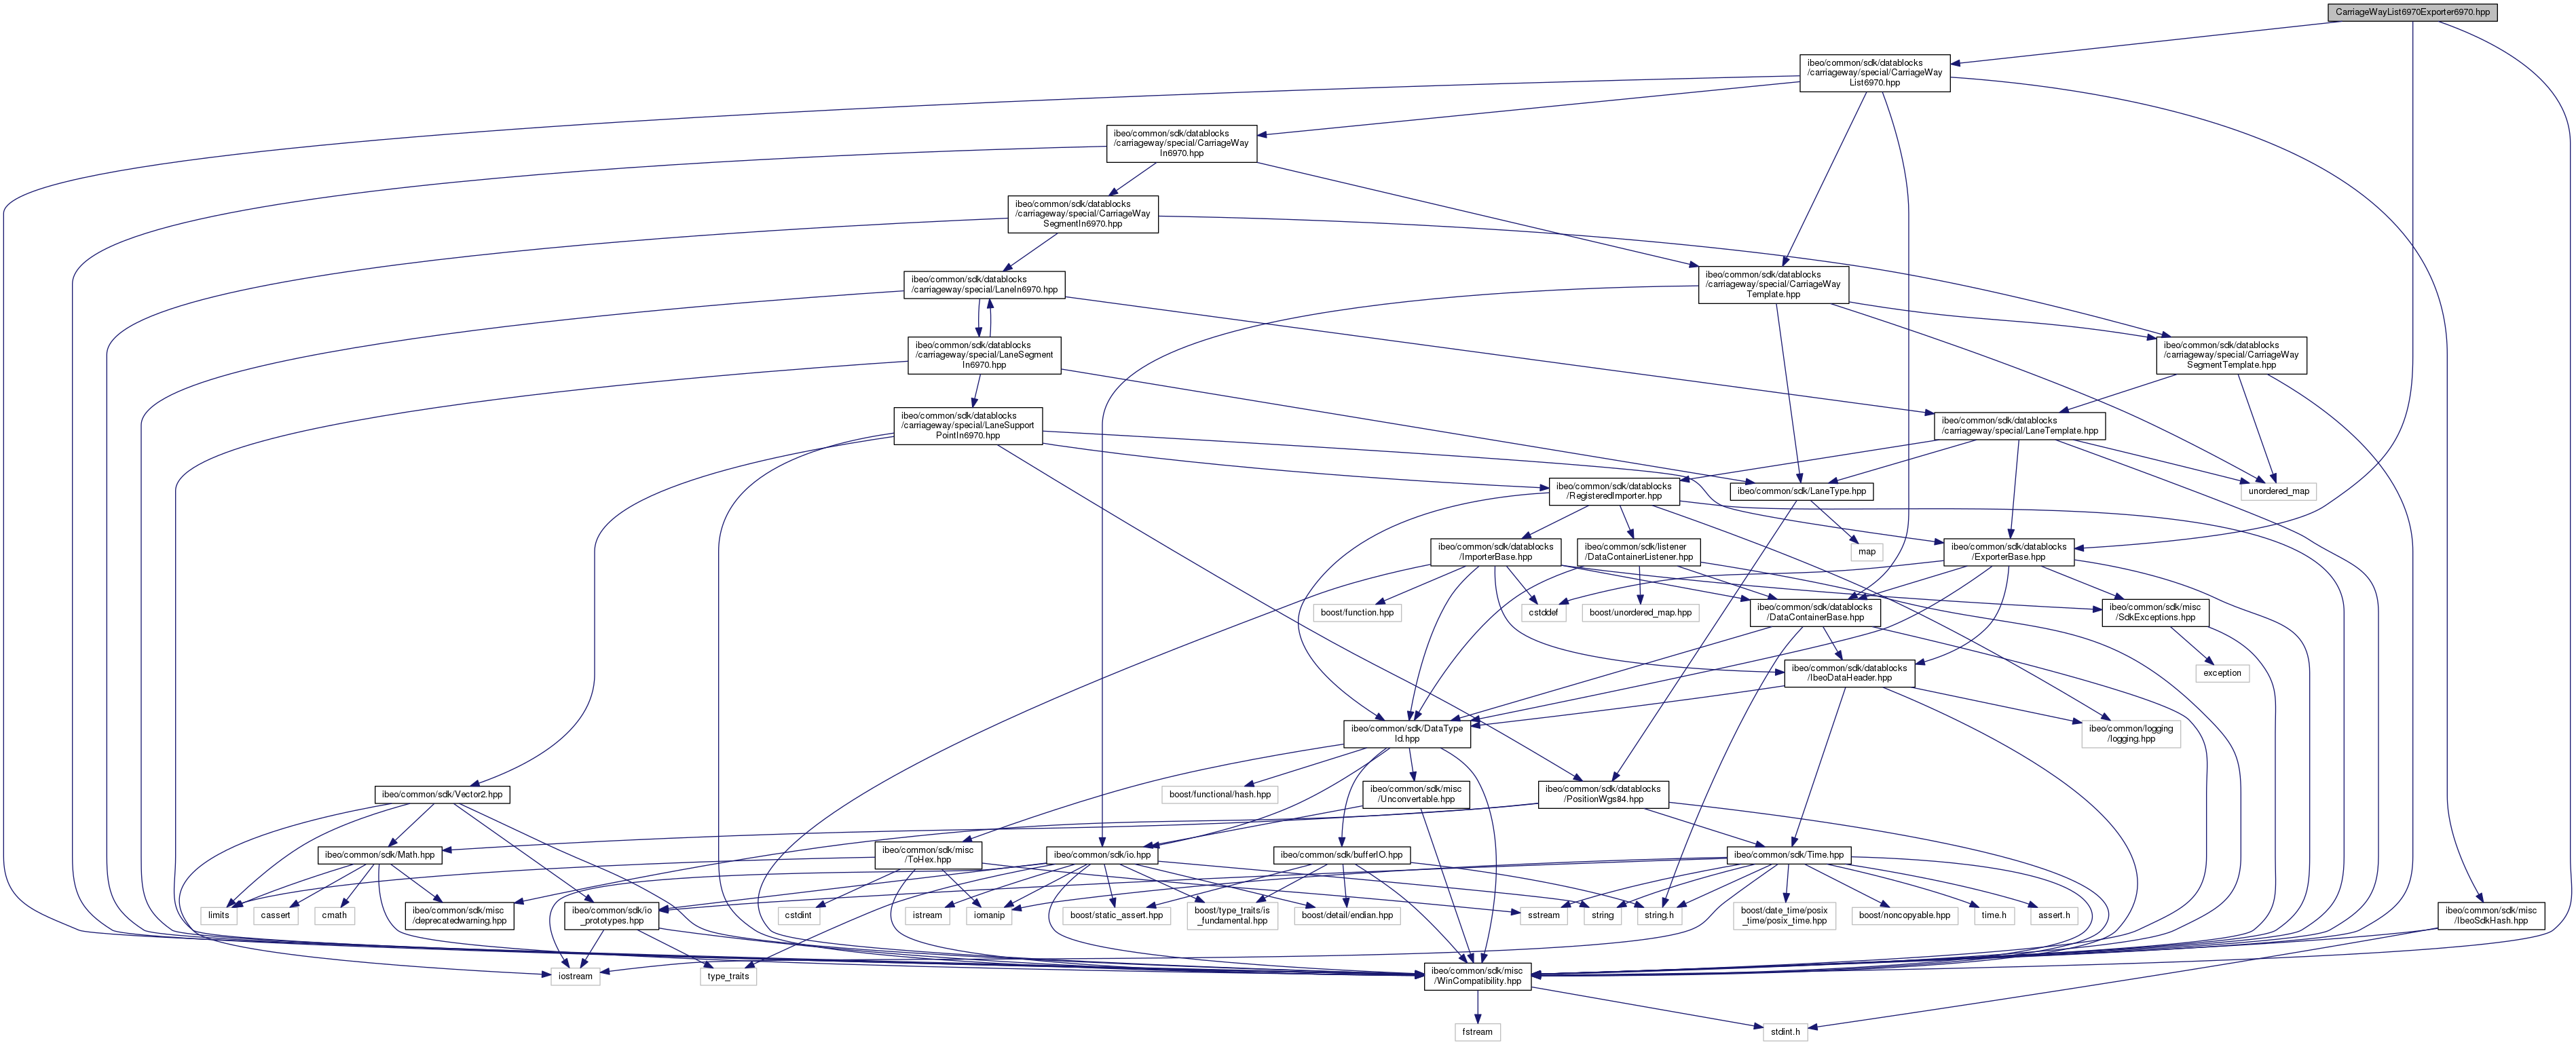 CarriageWayList6970Exporter6970.hpp
ibeo/common/sdk/datablocks
/carriageway/special/CarriageWay
List6970.hpp
ibeo/common/sdk/datablocks
/carriageway/special/CarriageWay
In6970.hpp
ibeo/common/sdk/datablocks
/carriageway/special/CarriageWay
SegmentIn6970.hpp
ibeo/common/sdk/datablocks
/carriageway/special/LaneIn6970.hpp
ibeo/common/sdk/datablocks
/carriageway/special/CarriageWay
Template.hpp
ibeo/common/sdk/datablocks
/carriageway/special/LaneSegment
In6970.hpp
ibeo/common/sdk/datablocks
/carriageway/special/CarriageWay
SegmentTemplate.hpp
ibeo/common/sdk/datablocks
/carriageway/special/LaneSupport
PointIn6970.hpp
ibeo/common/sdk/datablocks
/carriageway/special/LaneTemplate.hpp
ibeo/common/sdk/datablocks
/RegisteredImporter.hpp
ibeo/common/sdk/LaneType.hpp
unordered_map
ibeo/common/sdk/datablocks
/ImporterBase.hpp
ibeo/common/sdk/listener
/DataContainerListener.hpp
map
ibeo/common/sdk/datablocks
/ExporterBase.hpp
boost/function.hpp
cstddef
boost/unordered_map.hpp
ibeo/common/sdk/datablocks
/DataContainerBase.hpp
ibeo/common/sdk/misc
/SdkExceptions.hpp
ibeo/common/sdk/datablocks
/IbeoDataHeader.hpp
exception
ibeo/common/sdk/DataType
Id.hpp
ibeo/common/logging
/logging.hpp
ibeo/common/sdk/Vector2.hpp
boost/functional/hash.hpp
ibeo/common/sdk/misc
/Unconvertable.hpp
ibeo/common/sdk/datablocks
/PositionWgs84.hpp
ibeo/common/sdk/Math.hpp
ibeo/common/sdk/misc
/ToHex.hpp
ibeo/common/sdk/io.hpp
ibeo/common/sdk/bufferIO.hpp
ibeo/common/sdk/Time.hpp
limits
cassert
cmath
ibeo/common/sdk/misc
/deprecatedwarning.hpp
ibeo/common/sdk/io
_prototypes.hpp
cstdint
istream
iomanip
boost/static_assert.hpp
boost/type_traits/is
_fundamental.hpp
boost/detail/endian.hpp
sstream
string
string.h
boost/date_time/posix
_time/posix_time.hpp
boost/noncopyable.hpp
time.h
assert.h
ibeo/common/sdk/misc
/IbeoSdkHash.hpp
iostream
type_traits
ibeo/common/sdk/misc
/WinCompatibility.hpp
fstream
stdint.h